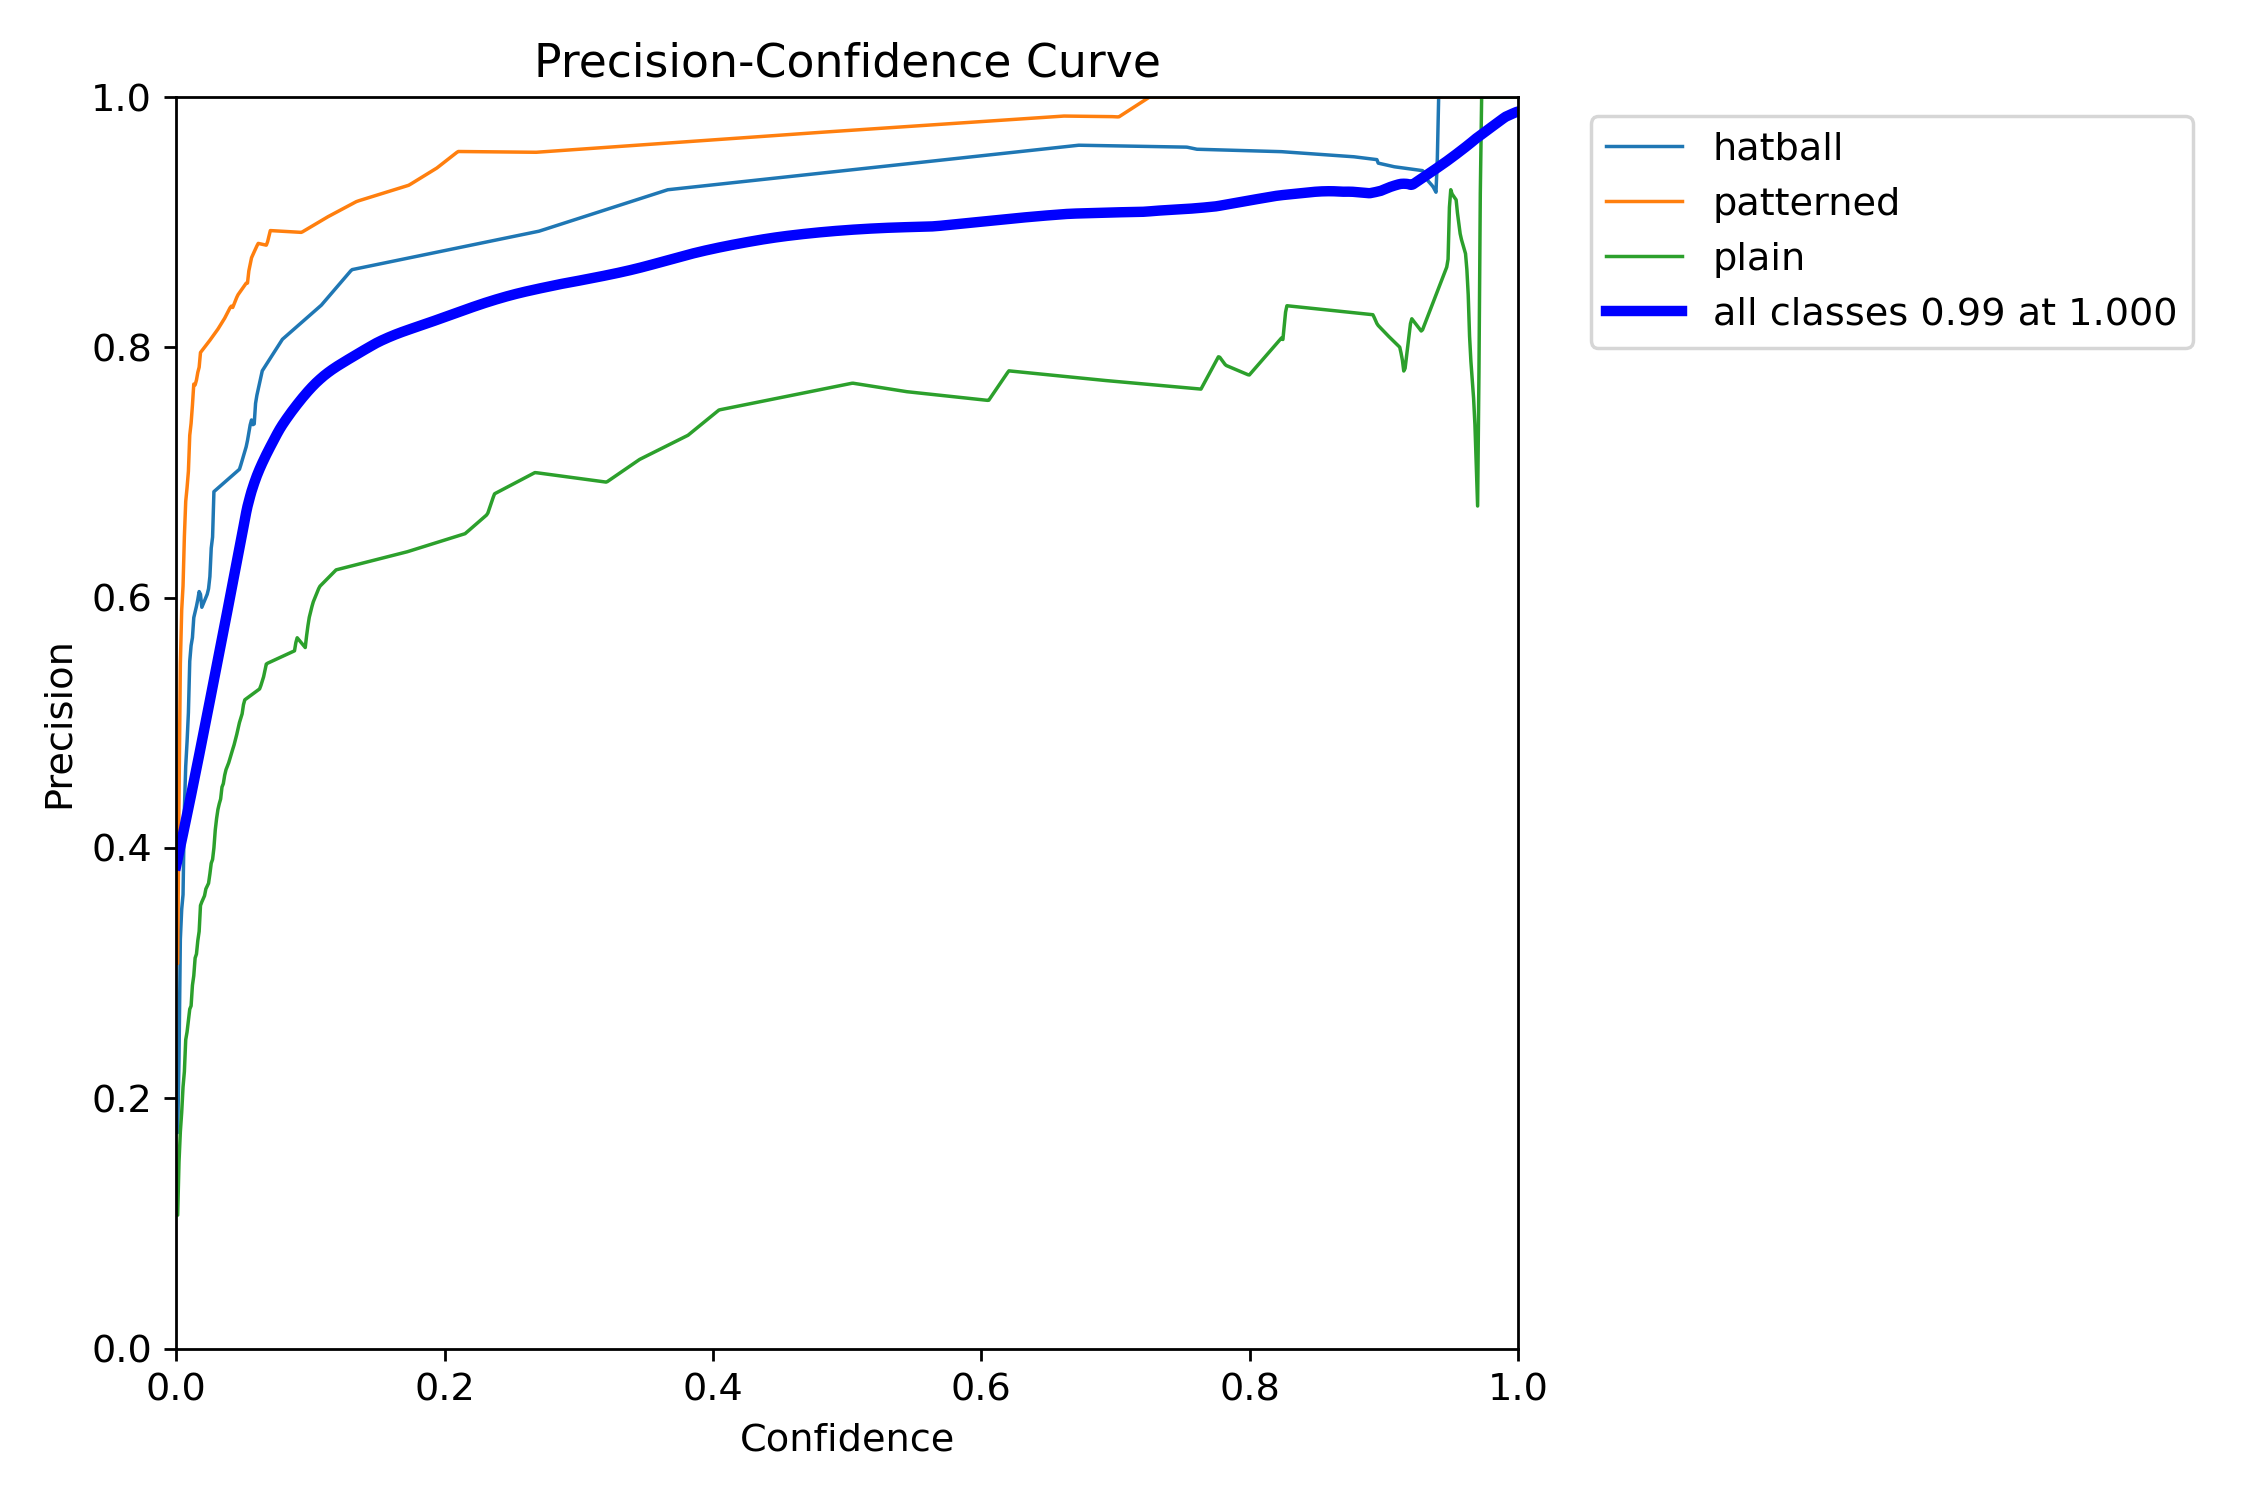 Precision-Confidence Curve
1.0
0.8
0.6
0.4
0.2
0.0
Precision
0.0 0.2 0.4 0.6 0.8 1.0
Confidence
hatball
patterned
plain
all classes 0.99 at 1.000